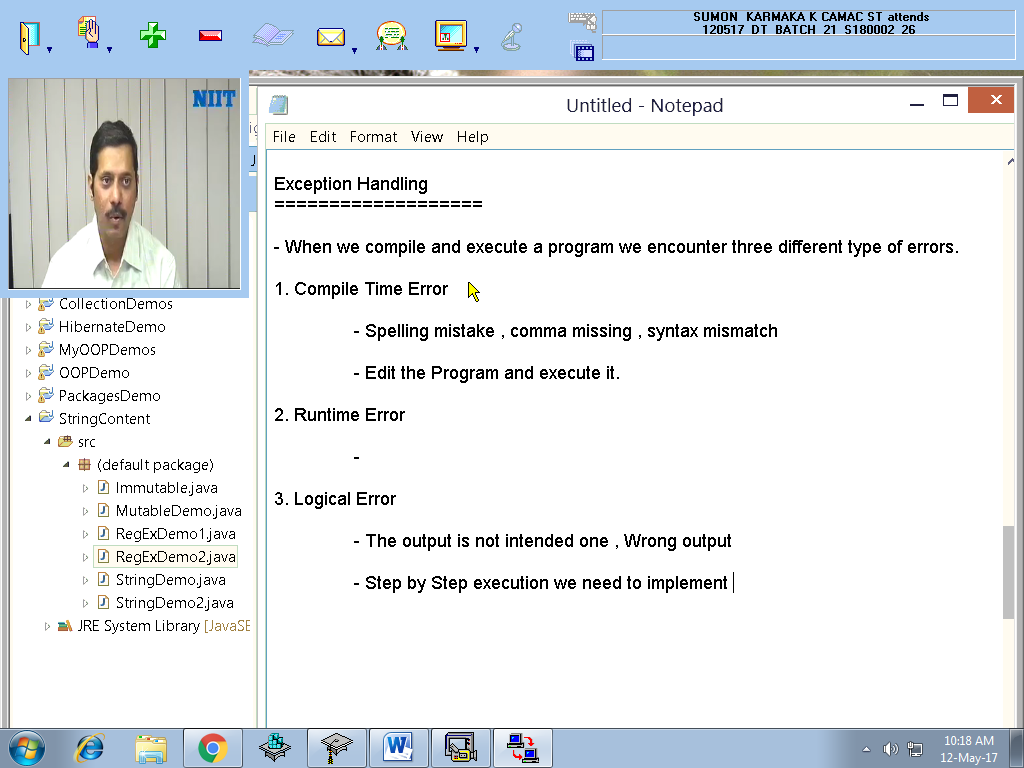 SUMON KARMAKA K CAMAC ST attends
120517 DT BATCH 21 S180002 26
NIIT
Untitled - Notepad
File Edit Format View Help
Exception Handling
===================
- When we compile and execute a program we encounter three different type of errors.
1. Compile Time Error
- Spelling mistake , comma missing , syntax mismatch
- Edit the Program and execute it.
2. Runtime Error
-
3. Logical Error
- The output is not intended one , Wrong output
- Step by Step execution we need to implement
CollectionDemos
HibernateDemo
MyOOPDemos
OOPDemo
PackagesDemo
StringContent
src
(default package)
Immutable.java
MutableDemo.java
RegExDemo1.java
RegExDemo2.java
StringDemo.java
StringDemo2.java
JRE System Library [JavaSE
10:18 AM
12-May-17